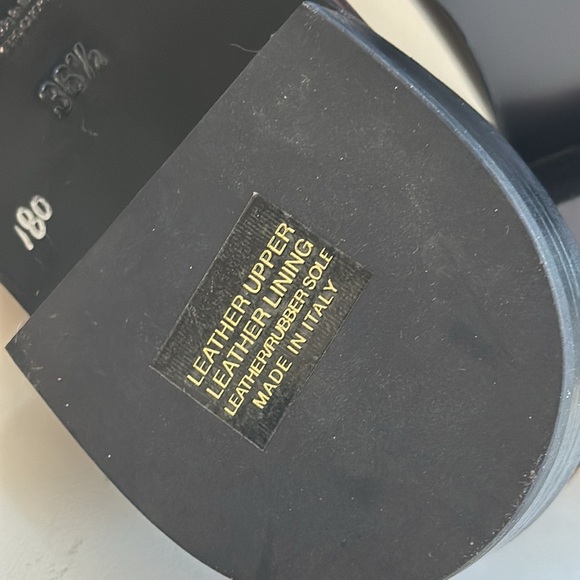 36½
180
LEATHER UPPER
LEATHER LINING
LEATHER/RUBBER SOLE
MADE IN ITALY